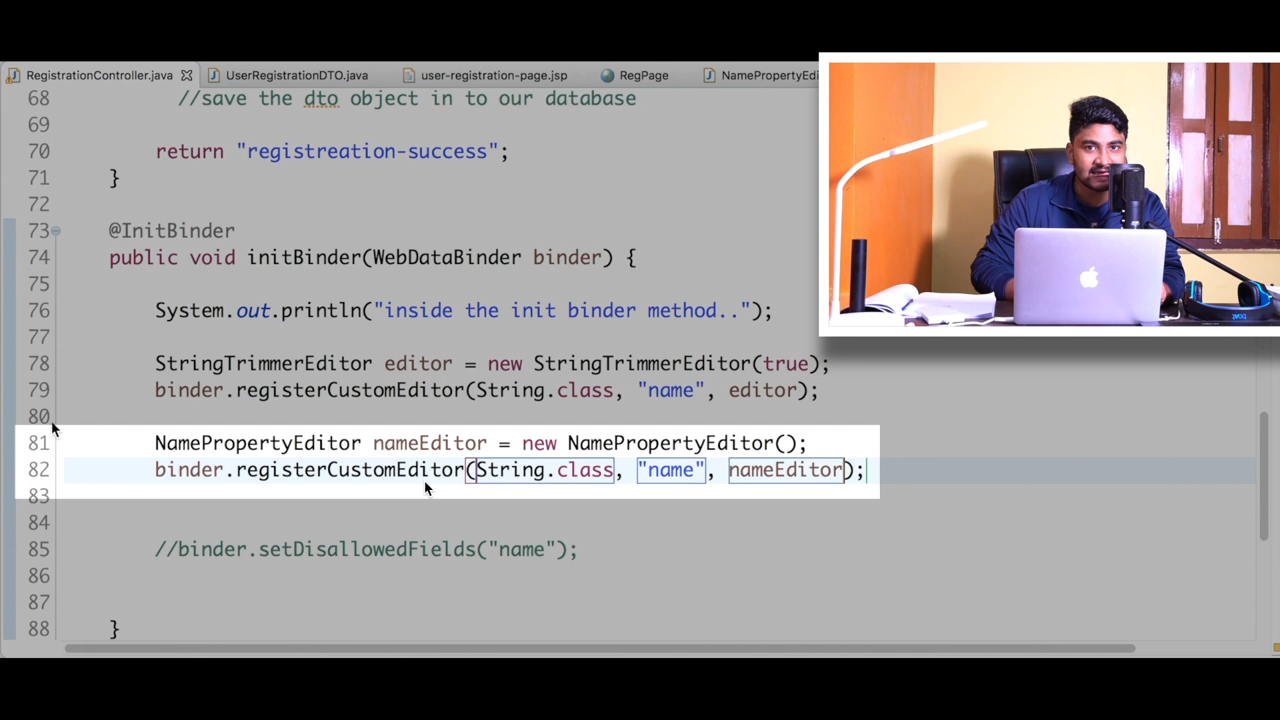 RegistrationController.java
UserRegistrationDTO.java
user-registration-page.jsp
RegPage
NamePropertyEdi
68 //save the dto object in to our database
69
70 return "registreation-success";
71 }
72
73 @InitBinder
74 public void initBinder(WebDataBinder binder) {
75
76 System.out.println("inside the init binder method..");
77
78 StringTrimmerEditor editor = new StringTrimmerEditor(true);
79 binder.registerCustomEditor(String.class, "name", editor);
80
81 NamePropertyEditor nameEditor = new NamePropertyEditor();
82 binder.registerCustomEditor(String.class, "name", nameEditor);
83
84
85 //binder.setDisallowedFields("name");
86
87
88 }